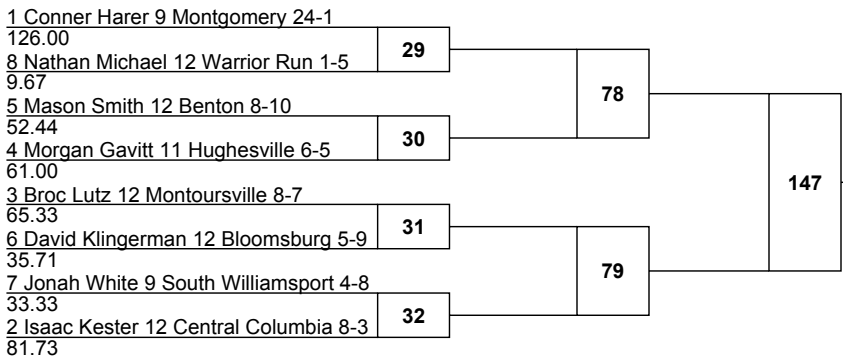 1 Conner Harer 9 Montgomery 24-1
126.00
29
8 Nathan Michael 12 Warrior Run 1-5
9.67
78
5 Mason Smith 12 Benton 8-10
52.44
30
4 Morgan Gavitt 11 Hughesville 6-5
61.00
147
3 Broc Lutz 12 Montoursville 8-7
65.33
31
6 David Klingerman 12 Bloomsburg 5-9
35.71
79
7 Jonah White 9 South Williamsport 4-8
33.33
32
2 Isaac Kester 12 Central Columbia 8-3
81.73